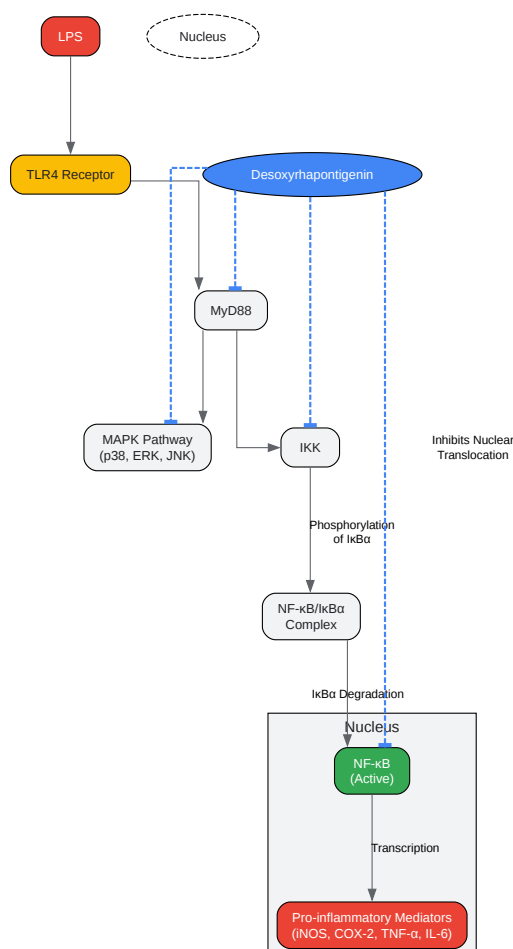 LPS
Nucleus
TLR4 Receptor
Desoxyrhapontigenin
MyD88
MAPK Pathway
(p38, ERK, JNK)
IKK
Inhibits Nuclear
Translocation
Phosphorylation
of IκBα
NF-κB/IκBα
Complex
IκBα Degradation
Nucleus
NF-κB
(Active)
Transcription
Pro-inflammatory Mediators
(iNOS, COX-2, TNF-α, IL-6)